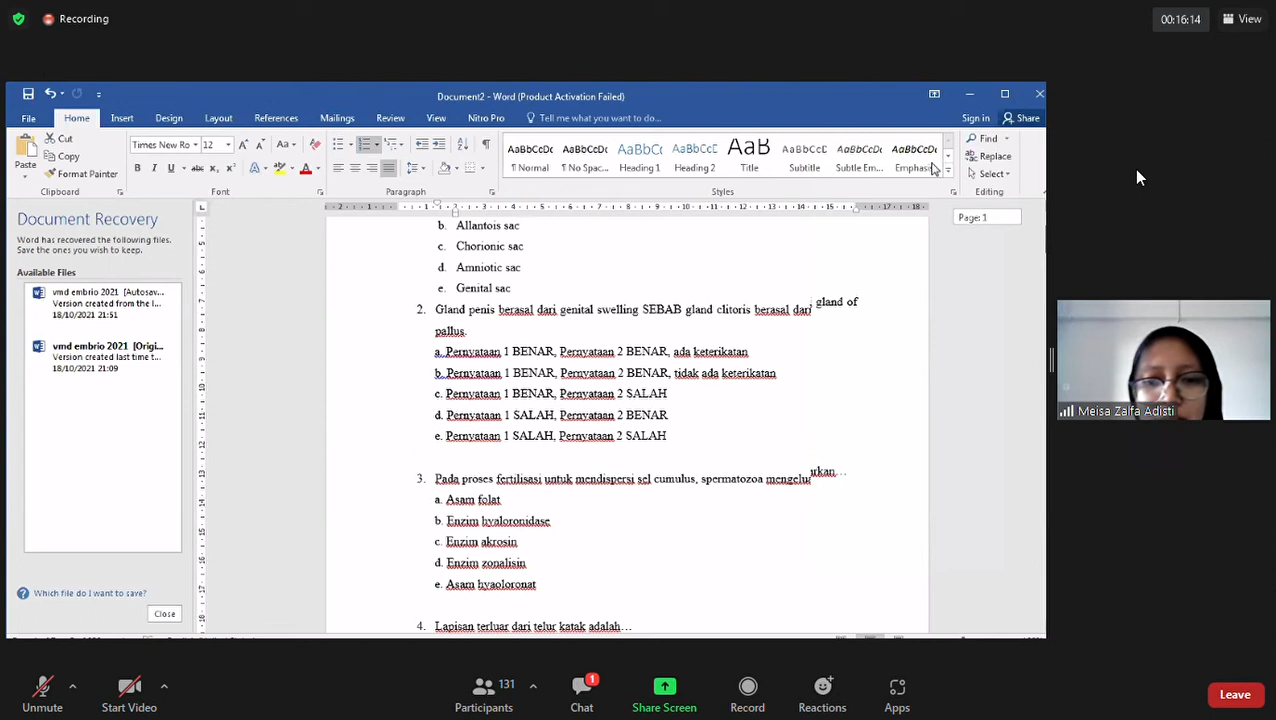 Recording
00:16:14
View
Document2 - Word (Product Activation Failed)
File Home Insert Design Layout References Mailings Review View Nitro Pro Tell me what you want to do... Sign in Share
Paste
Cut
Copy
Format Painter
Clipboard
Times New Ro 12
Font
Paragraph
AaBbCcDc AaBbCcDc AaBbCc AaBbCcE AaB AaBbCcD AaBbCcDc AaBbCcDc
¶ Normal ¶ No Spac... Heading 1 Heading 2 Title Subtitle Subtle Em... Emphasis
Styles
Find
Replace
Select
Editing
Document Recovery
Word has recovered the following files.
Save the ones you wish to keep.
Available Files
vmd embrio 2021 [Autosav...
Version created from the l...
18/10/2021 21:51
vmd embrio 2021 [Origi...
Version created last time t...
18/10/2021 21:09
Which file do I want to save?
Close
Page: 1
b. Allantois sac
c. Chorionic sac
d. Amniotic sac
e. Genital sac
2. Gland penis berasal dari genital swelling SEBAB gland clitoris berasal dari gland of
pallus.
a. Pernyataan 1 BENAR, Pernyataan 2 BENAR, ada keterikatan
b. Pernyataan 1 BENAR, Pernyataan 2 BENAR, tidak ada keterikatan
c. Pernyataan 1 BENAR, Pernyataan 2 SALAH
d. Pernyataan 1 SALAH, Pernyataan 2 BENAR
e. Pernyataan 1 SALAH, Pernyataan 2 SALAH
3. Pada proses fertilisasi untuk mendispersi sel cumulus, spermatozoa mengelurkan…
a. Asam folat
b. Enzim hyaloronidase
c. Enzim akrosin
d. Enzim zonalisin
e. Asam hyaoloronat
4. Lapisan terluar dari telur katak adalah…
Meisa Zalfa Adisti
Unmute
Start Video
131
Participants
1
Chat
Share Screen
Record
Reactions
Apps
Leave